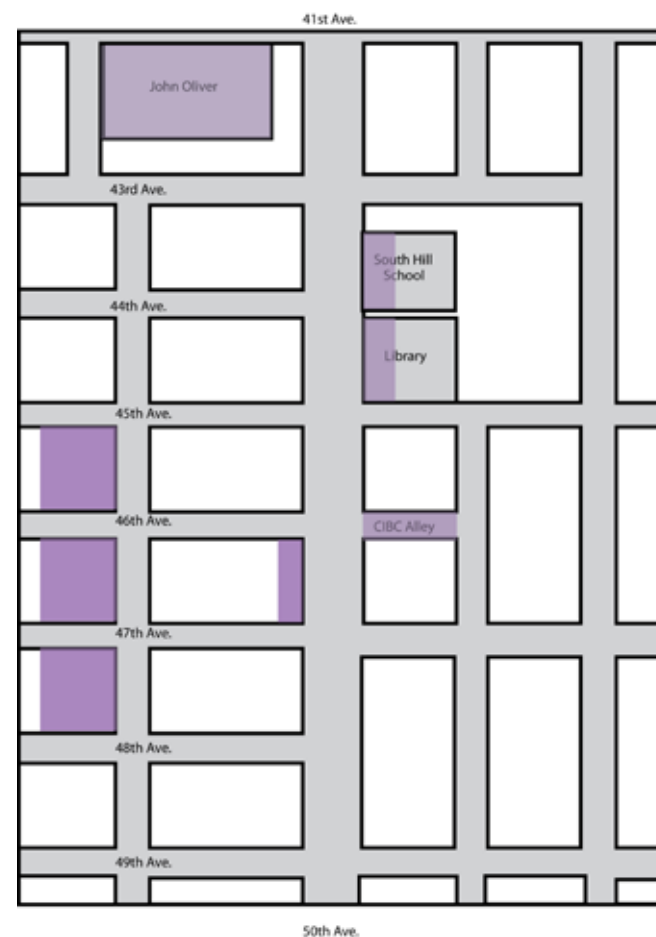 41st Ave.
John Oliver
43rd Ave.
South Hill
School
44th Ave.
Library
45th Ave.
46th Ave.
CIBC Alley
47th Ave.
48th Ave.
49th Ave.
50th Ave.